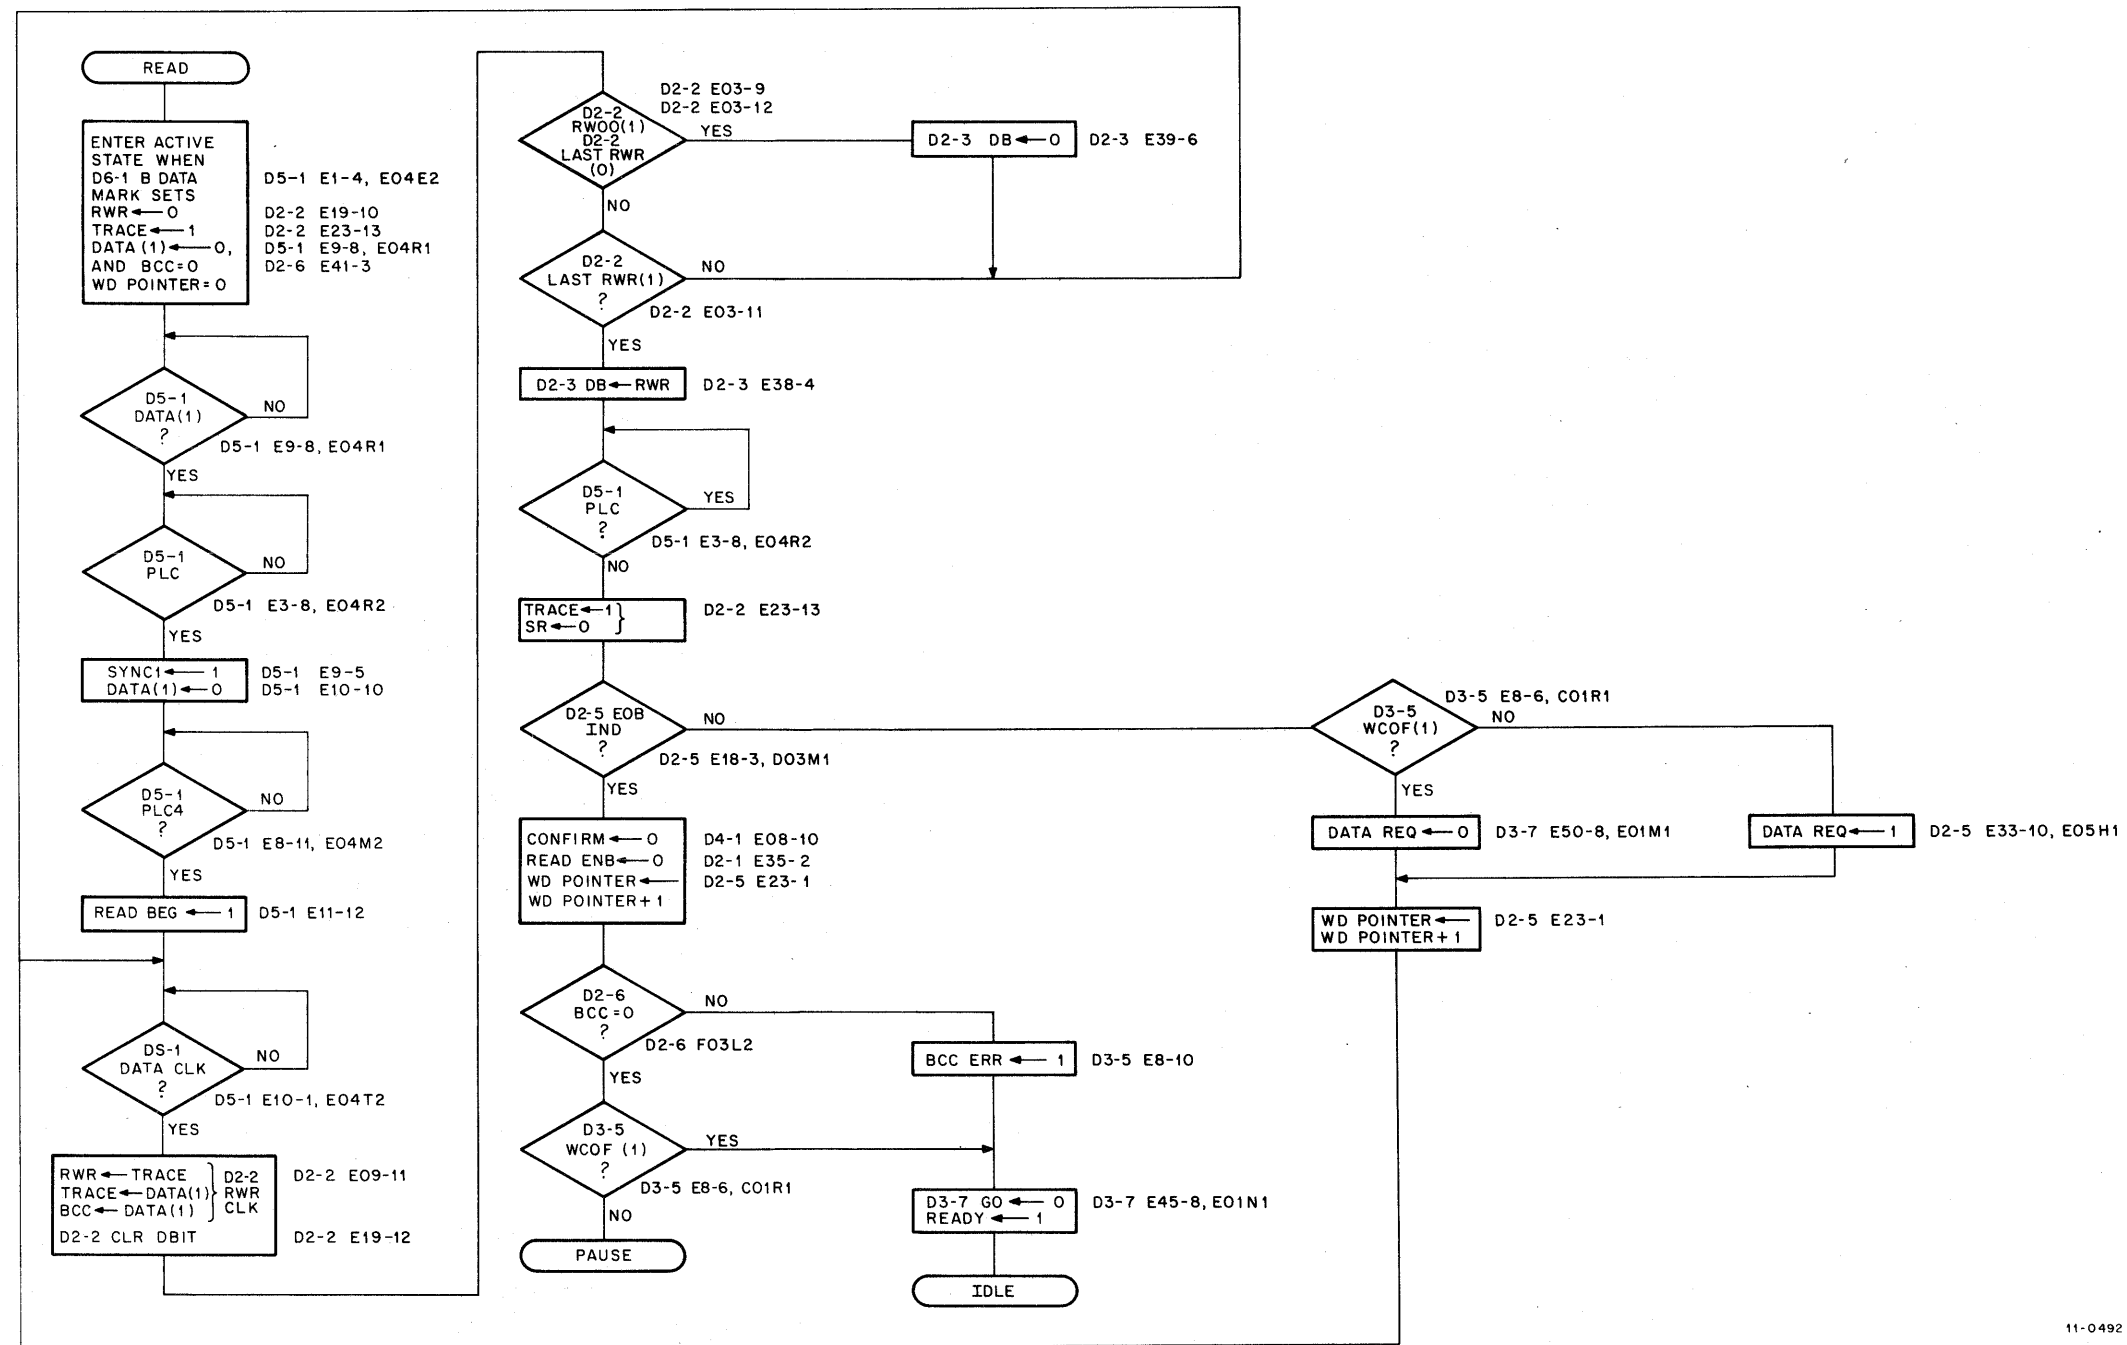 READ
ENTER ACTIVE
STATE WHEN
D6-1 B DATA
MARK SETS
RWR←0
TRACE←1
DATA (1)←0,
AND BCC=0
WD POINTER=0
D5-1 E1-4, E04E2
D2-2 E19-10
D2-2 E23-13
D5-1 E9-8, E04R1
D2-6 E41-3
D5-1
DATA(1)
?
NO
D5-1 E9-8, E04R1
YES
D5-1
PLC
NO
D5-1 E3-8, E04R2
YES
SYNC1←1
DATA(1)←0
D5-1 E9-5
D5-1 E10-10
D5-1
PLC4
?
NO
D5-1 E8-11, E04M2
YES
READ BEG←1
D5-1 E11-12
DS-1
DATA CLK
?
NO
D5-1 E10-1, E04T2
YES
RWR←TRACE
TRACE←DATA(1)
BCC←DATA(1)
D2-2
RWR
CLK
D2-2 CLR DBIT
D2-2 E09-11
D2-2 E19-12
D2-2
RWOO(1)
D2-2
LAST RWR
(0)
D2-2 E03-9
D2-2 E03-12
YES
D2-3 DB←0
D2-3 E39-6
NO
D2-2
LAST RWR(1)
?
NO
D2-2 E03-11
YES
D2-3 DB←RWR
D2-3 E38-4
D5-1
PLC
?
YES
D5-1 E3-8, E04R2
NO
TRACE←1}
SR←0
D2-2 E23-13
D2-5 EOB
IND
?
NO
D2-5 E18-3, D03M1
YES
CONFIRM←0
READ ENB←0
WD POINTER←
WD POINTER+1
D4-1 E08-10
D2-1 E35-2
D2-5 E23-1
D2-6
BCC=0
?
NO
D2-6 F03L2
YES
BCC ERR←1
D3-5 E8-10
D3-5
WCOF (1)
?
YES
D3-5 E8-6, C01R1
NO
PAUSE
D3-7 GO←0
READY←1
D3-7 E45-8, E01N1
IDLE
D3-5
WCOF(1)
?
D3-5 E8-6, C01R1
NO
YES
DATA REQ←0
D3-7 E50-8, E01M1
DATA REQ←1
D2-5 E33-10, E05H1
WD POINTER←
WD POINTER+1
D2-5 E23-1
11-0492